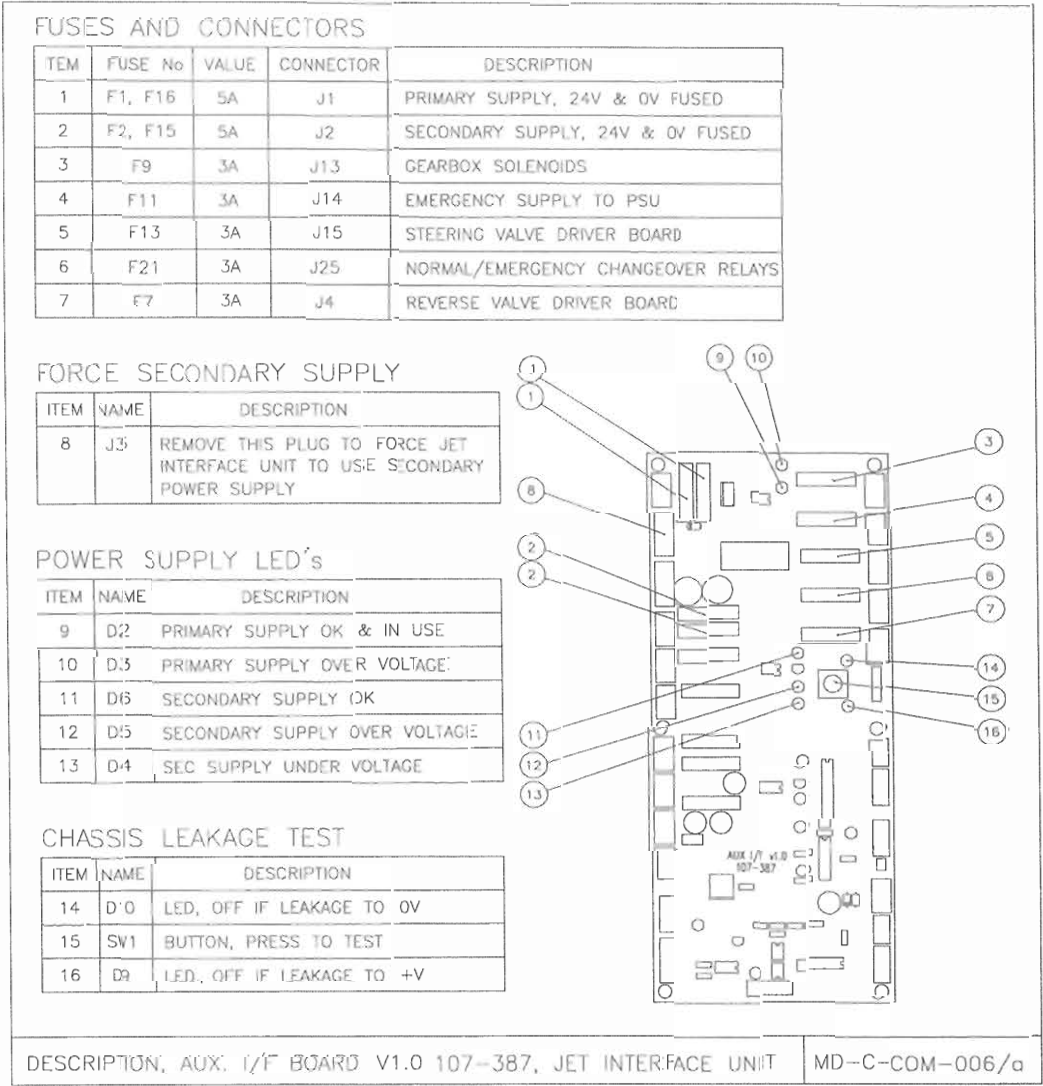 FUSES AND CONNECTORS
ITEM FUSE No VALUE CONNECTOR DESCRIPTION
1 F1, F16 5A J1 PRIMARY SUPPLY, 24V & 0V FUSED
2 F2, F15 5A J2 SECONDARY SUPPLY, 24V & 0V FUSED
3 F9 3A J13 GEARBOX SOLENOIDS
4 F11 3A J14 EMERGENCY SUPPLY TO PSU
5 F13 3A J15 STEERING VALVE DRIVER BOARD
6 F21 3A J25 NORMAL/EMERGENCY CHANGEOVER RELAYS
7 F7 3A J4 REVERSE VALVE DRIVER BOARD
FORCE SECONDARY SUPPLY
ITEM NAME DESCRIPTION
8 J3 REMOVE THIS PLUG TO FORCE JET
INTERFACE UNIT TO USE SECONDARY
POWER SUPPLY
POWER SUPPLY LED's
ITEM NAME DESCRIPTION
9 D2 PRIMARY SUPPLY OK & IN USE
10 D3 PRIMARY SUPPLY OVER VOLTAGE
11 D6 SECONDARY SUPPLY OK
12 D5 SECONDARY SUPPLY OVER VOLTAGE
13 D4 SEC SUPPLY UNDER VOLTAGE
CHASSIS LEAKAGE TEST
ITEM NAME DESCRIPTION
14 D10 LED, OFF IF LEAKAGE TO 0V
15 SW1 BUTTON, PRESS TO TEST
16 D9 LED, OFF IF LEAKAGE TO +V
9 10
1
1
3
8
4
2
5
2
6
7
14
15
11
16
12
13
AUX I/F v1.0
107-387
DESCRIPTION, AUX. I/F BOARD V1.0 107-387, JET INTERFACE UNIT
MD-C-COM-006/a